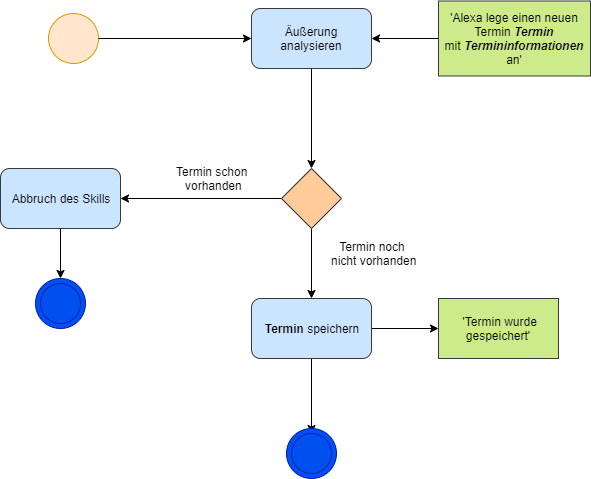 Äußerung
analysieren
'Alexa lege einen neuen
Termin Termin
mit Termininformationen
an'
Termin schon
vorhanden
Abbruch des Skills
Termin noch
nicht vorhanden
Termin speichern
'Termin wurde
gespeichert'